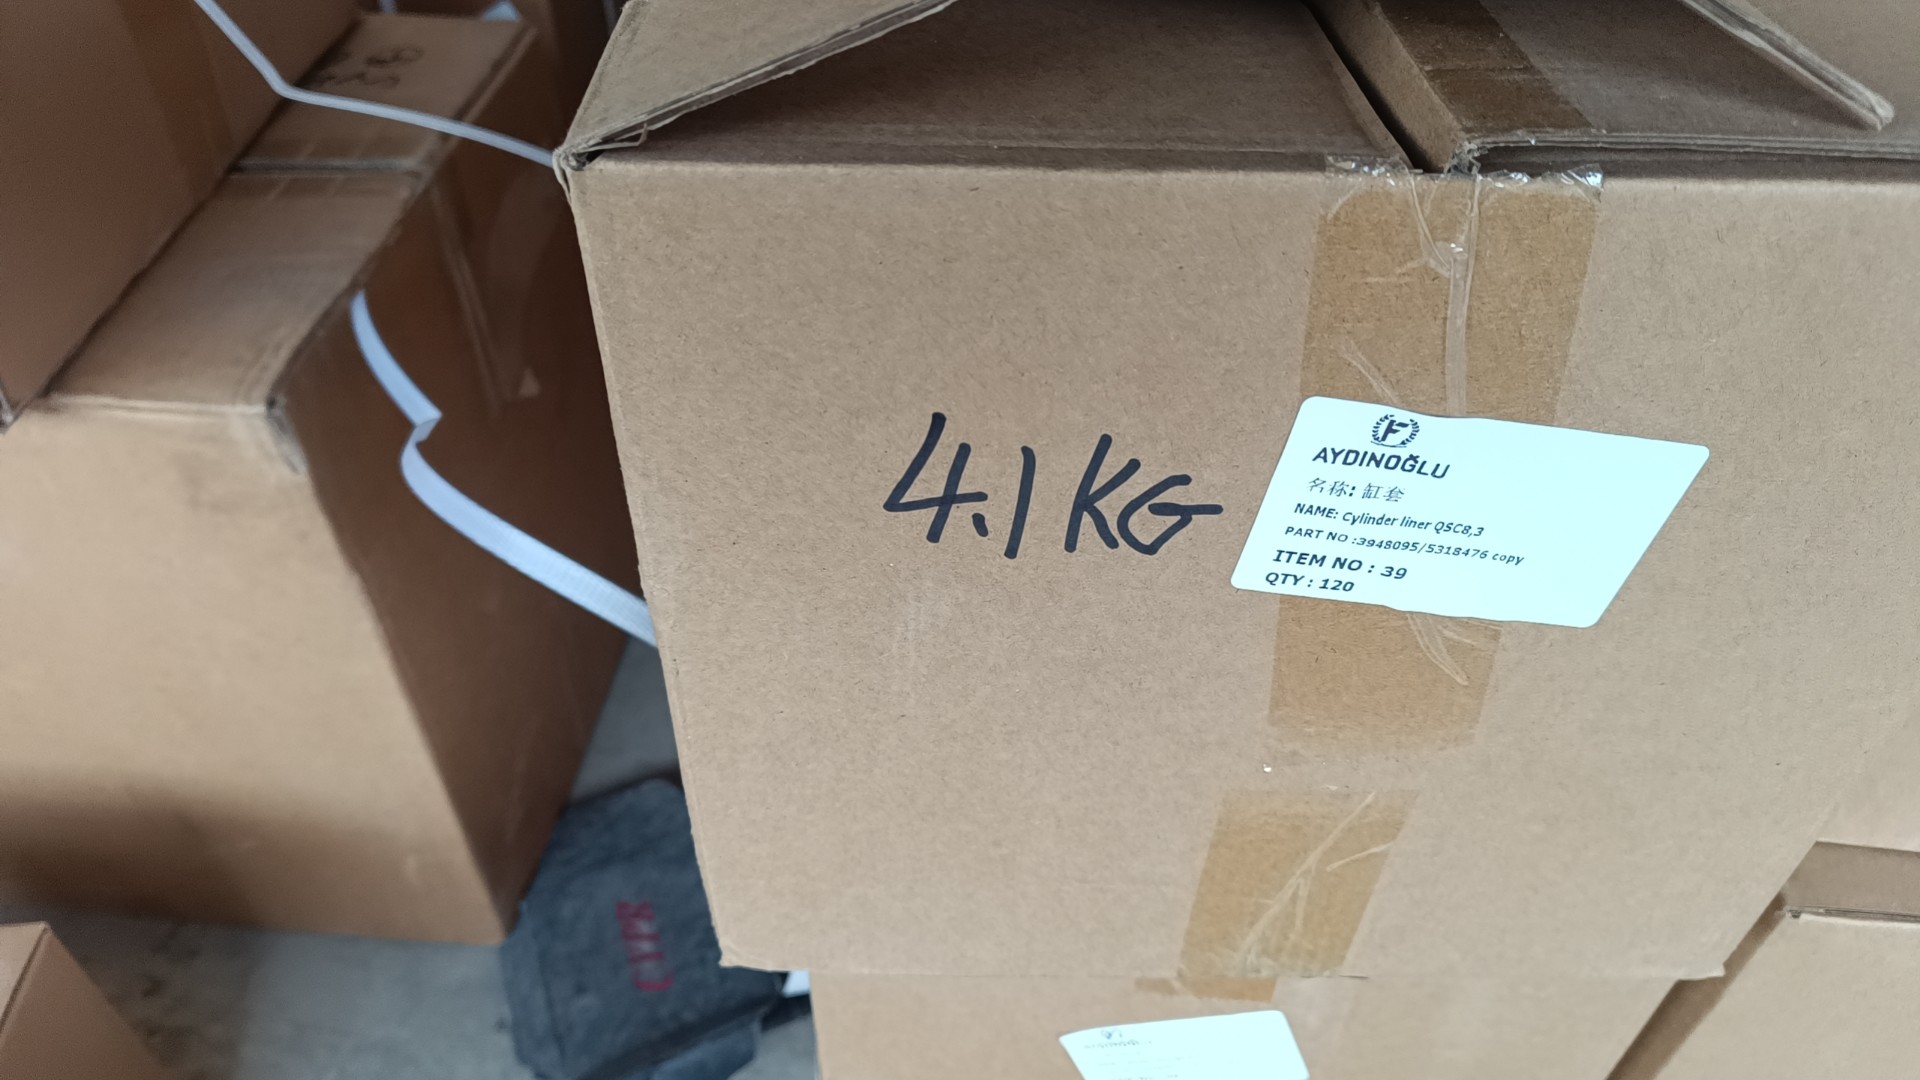 4.1KG
AYDINOĞLU
名称: 缸套
NAME: Cylinder liner QSC8,3
PART NO :3948095/5318476 copy
ITEM NO : 39
QTY : 120